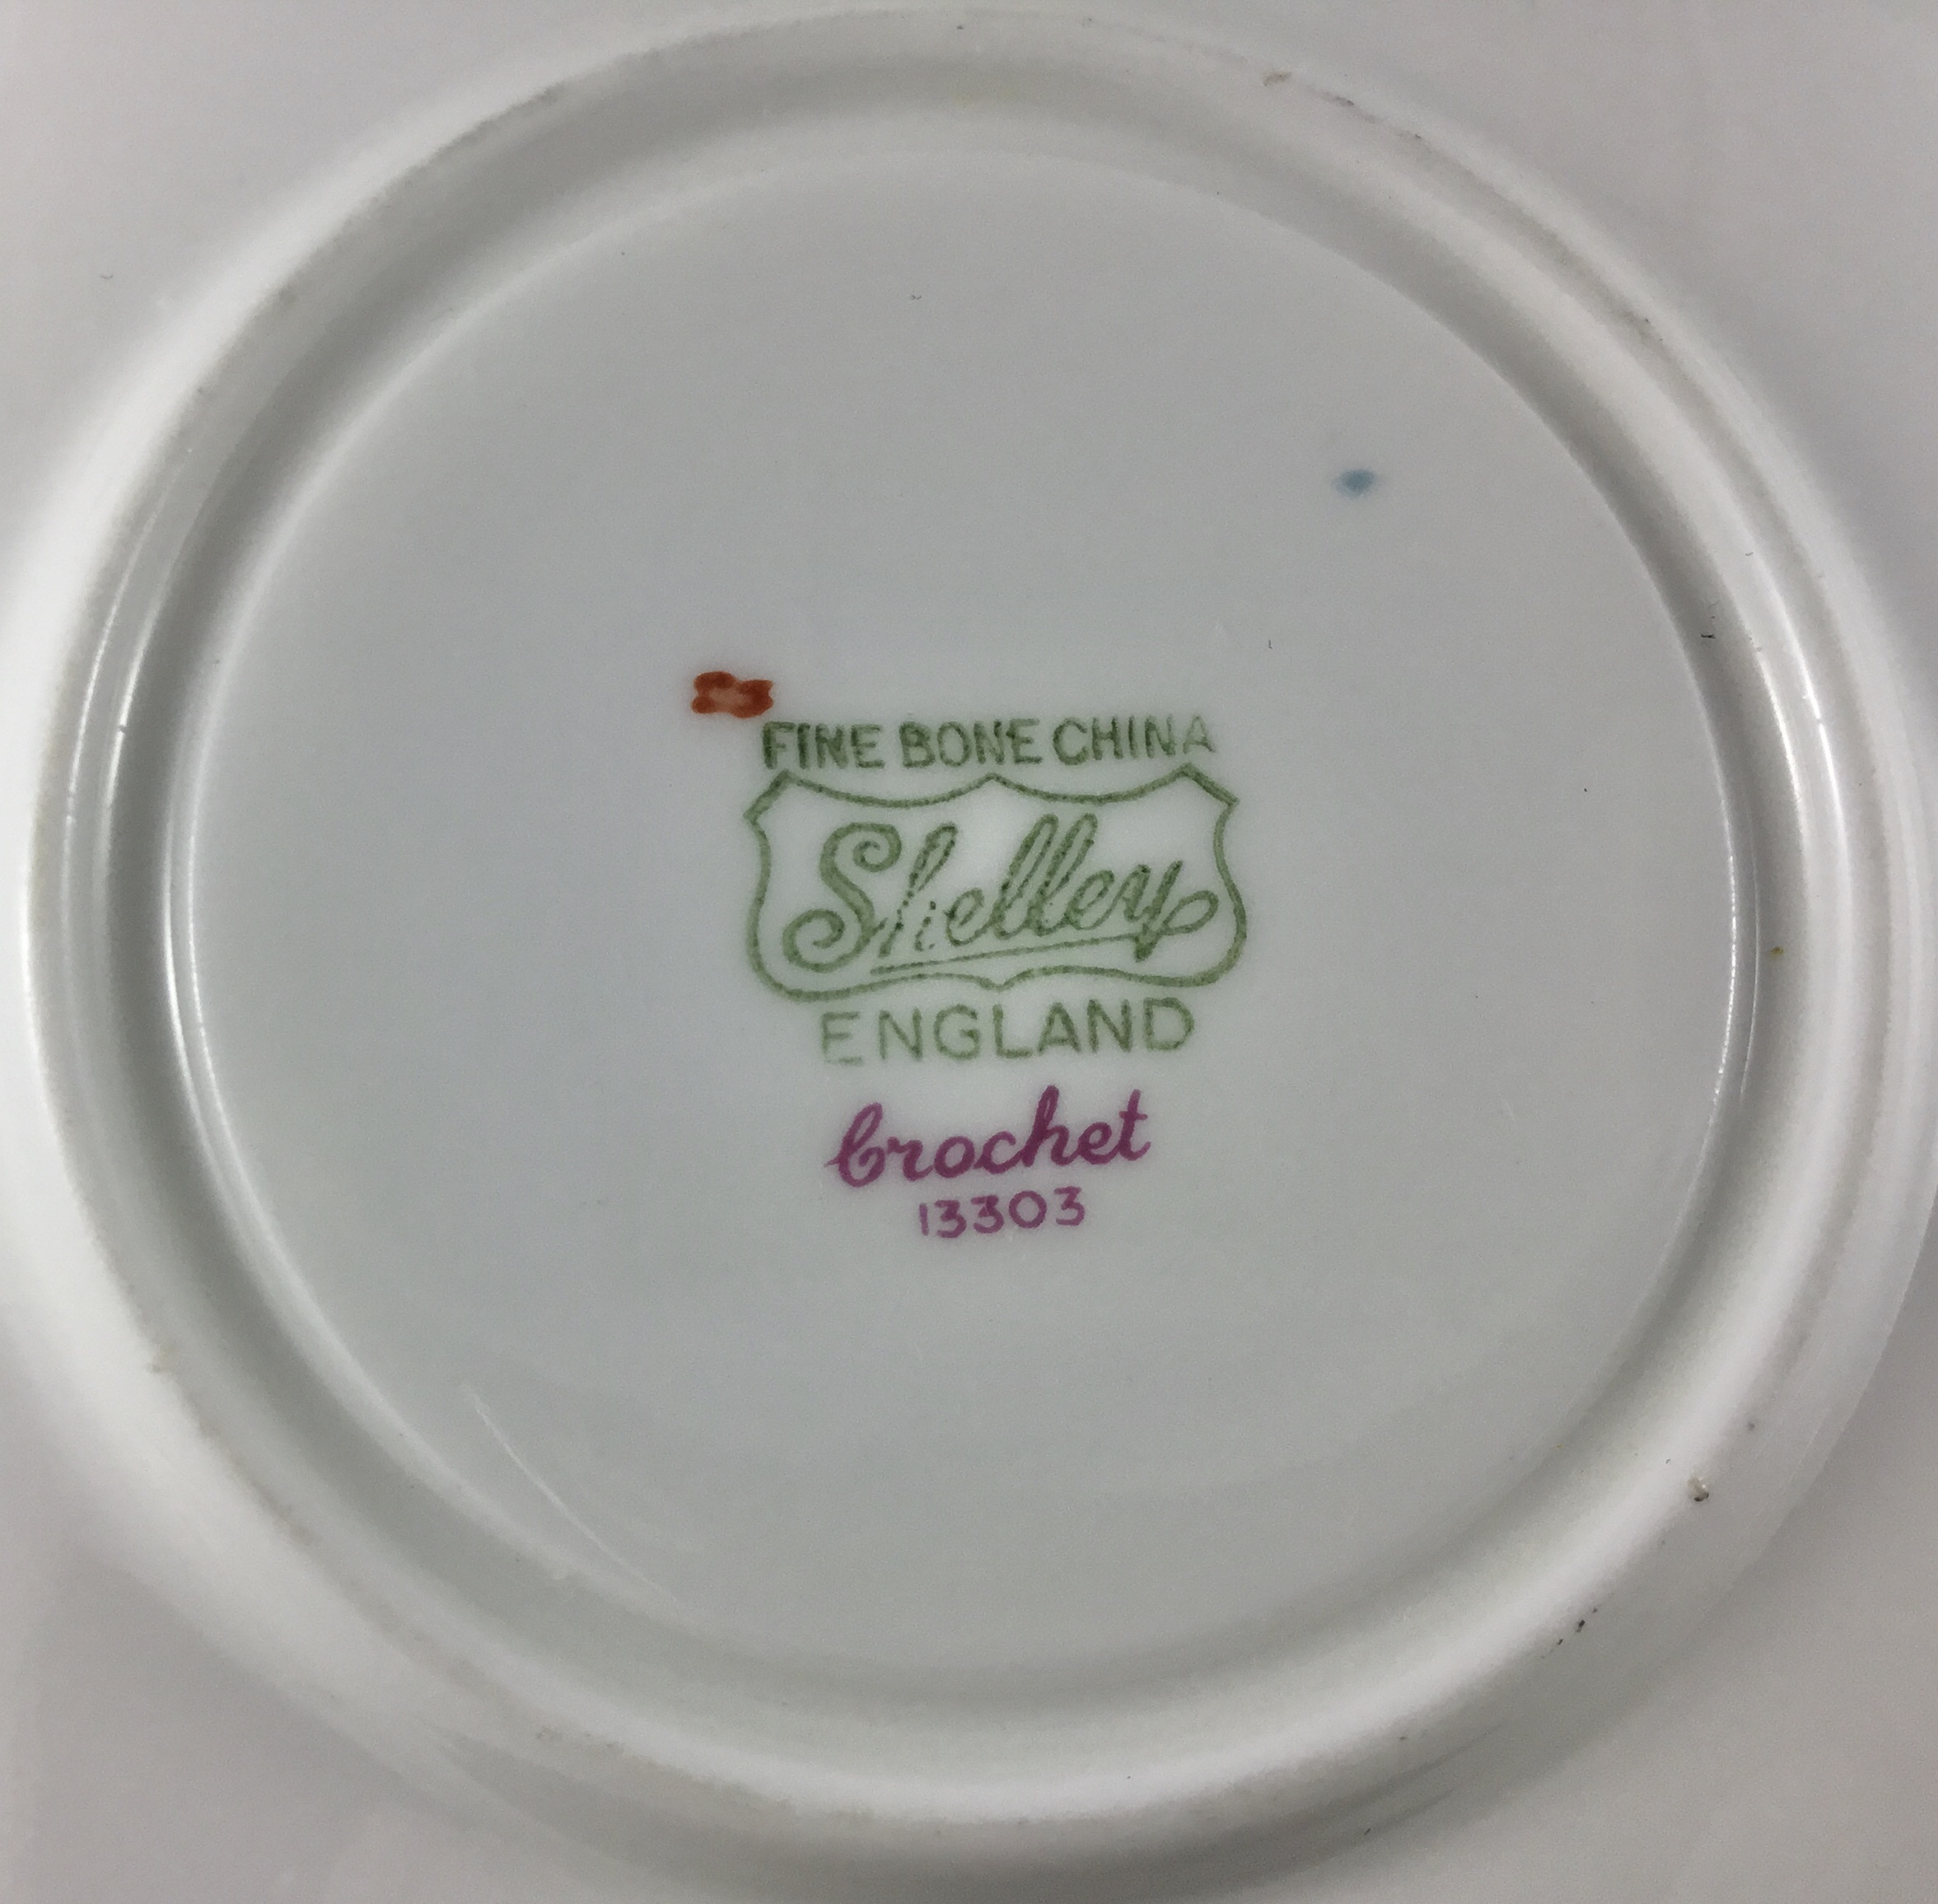 FINE BONE CHINA
Shelley
ENGLAND
Crochet
13303